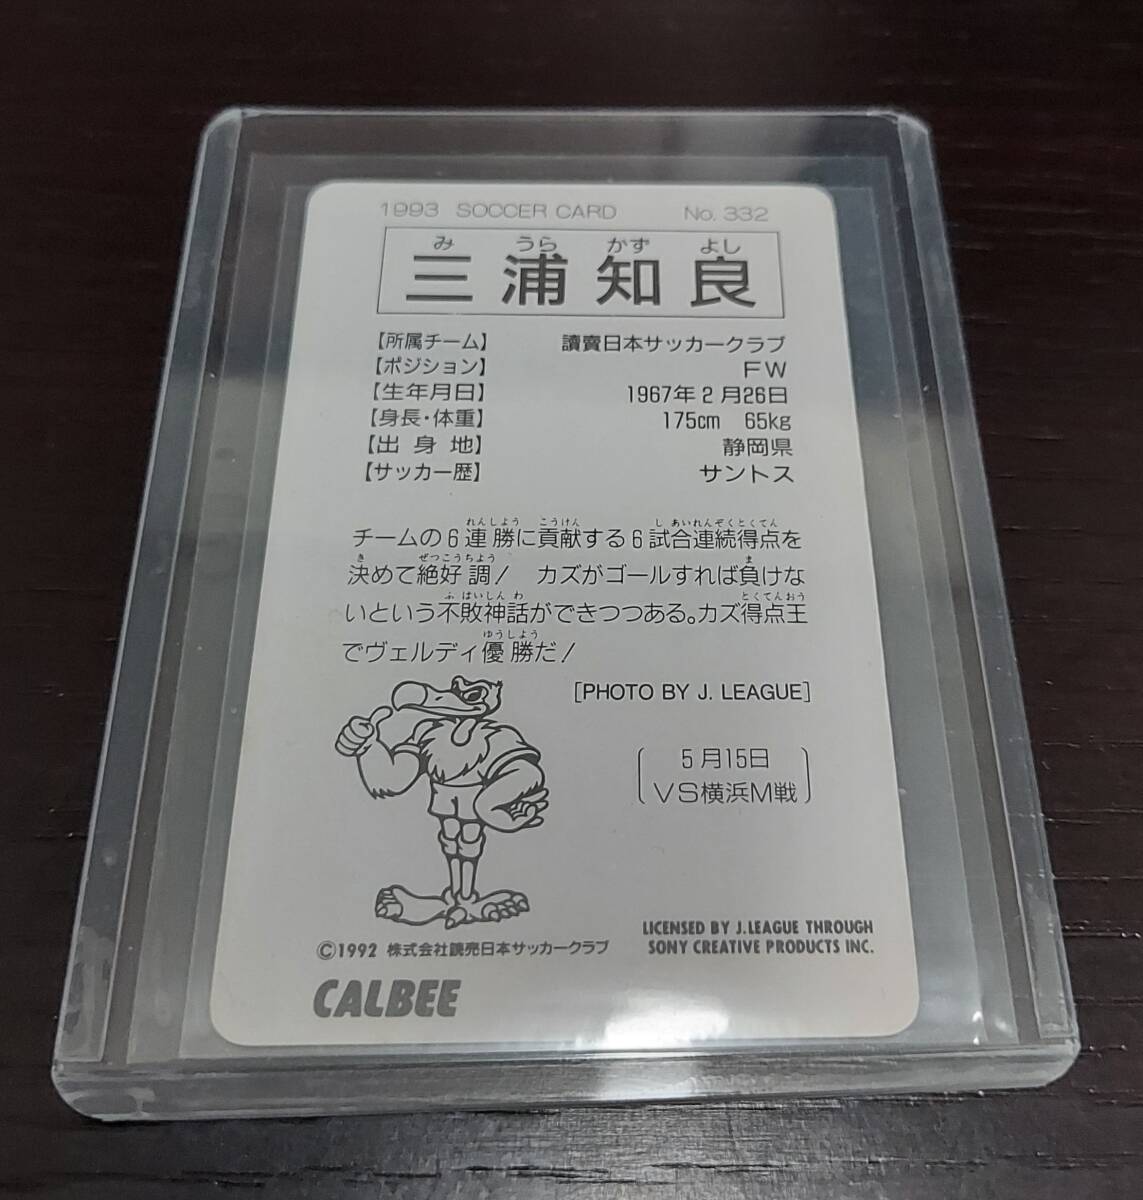 1993 SOCCER CARD No. 332
み うら かず よし
三浦知良
【所属チーム】 讀賣日本サッカークラブ
【ポジション】 FW
【生年月日】 1967年2月26日
【身長・体重】 175cm 65kg
【出身地】 静岡県
【サッカー歴】 サントス
れんしょう こうけん しあいれんぞくとくてん
チームの6連勝に貢献する6試合連続得点を
き ぜっこうちょう ま
決めて絶好調! カズがゴールすれば負けな
ふはいしんわ とくてんおう
いという不敗神話ができつつある。カズ得点王
ゆうしょう
でヴェルディ優勝だ!
[PHOTO BY J. LEAGUE]
5月15日
VS横浜M戦
LICENSED BY J.LEAGUE THROUGH
SONY CREATIVE PRODUCTS INC.
©1992 株式会社読売日本サッカークラブ
CALBEE